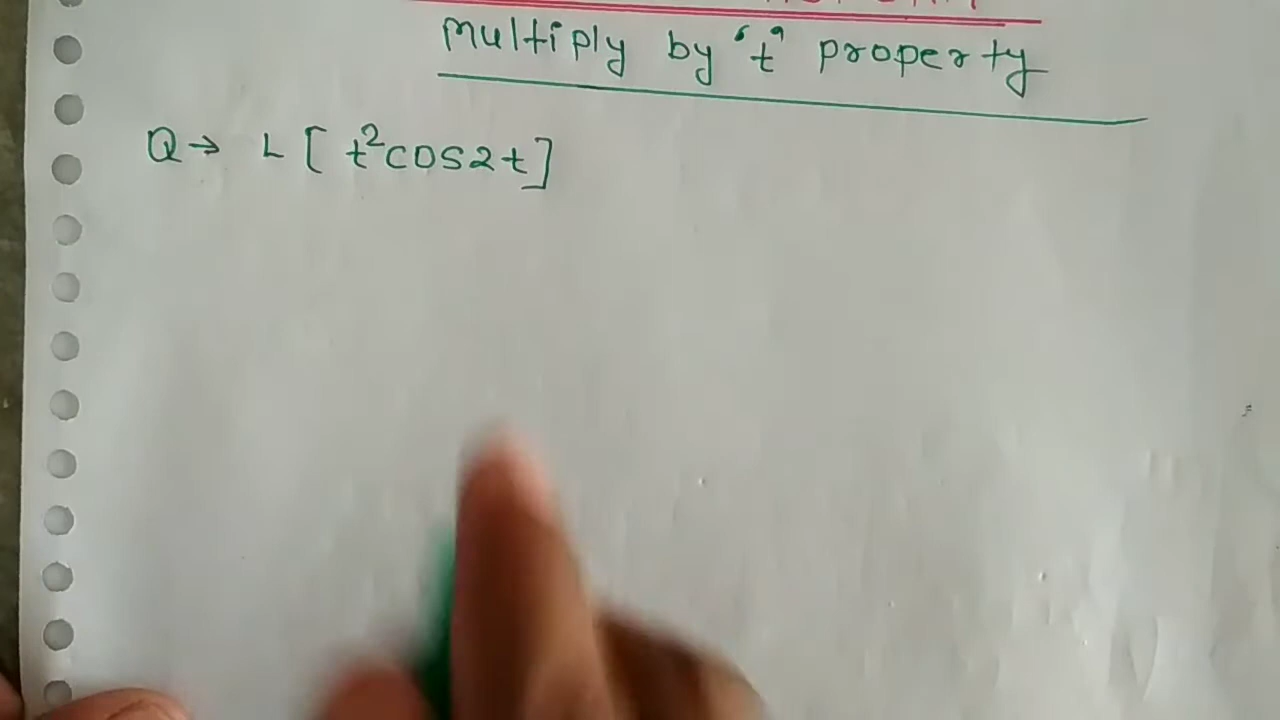 Multiply by 't' property
Q→ L[t²cos2t]